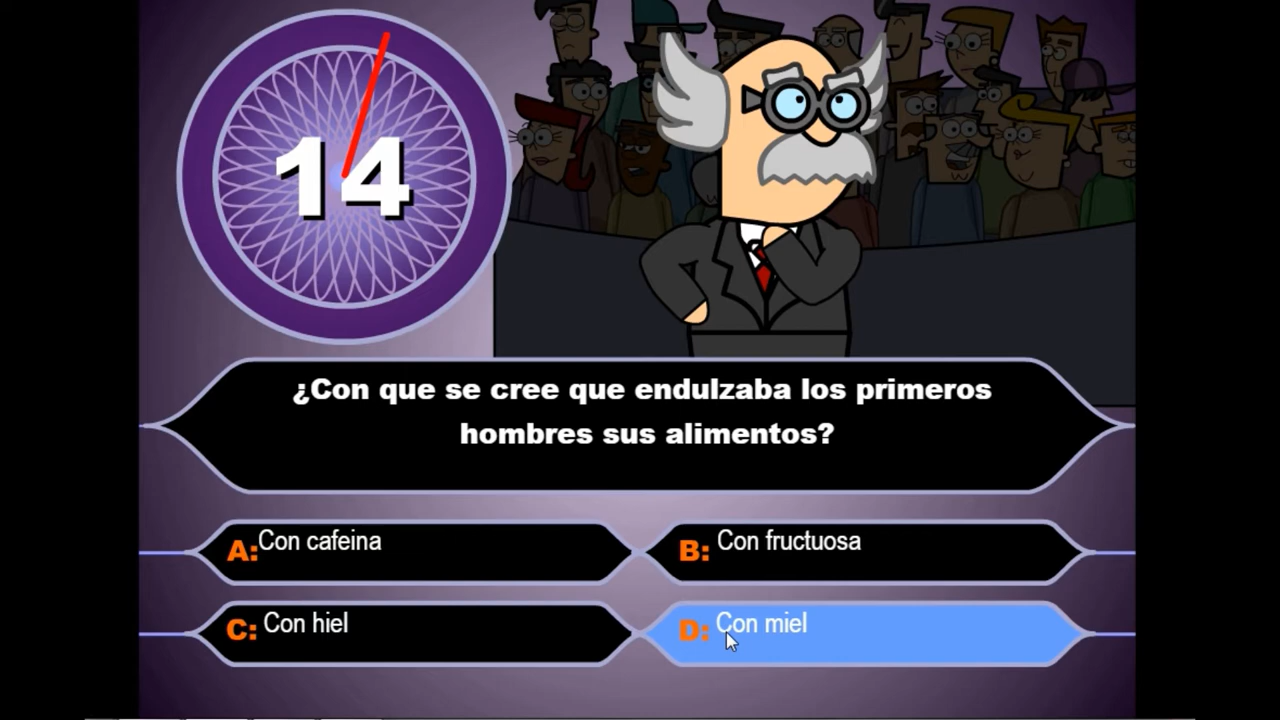 14
¿Con que se cree que endulzaba los primeros
hombres sus alimentos?
A: Con cafeina
B: Con fructuosa
C: Con hiel
D: Con miel